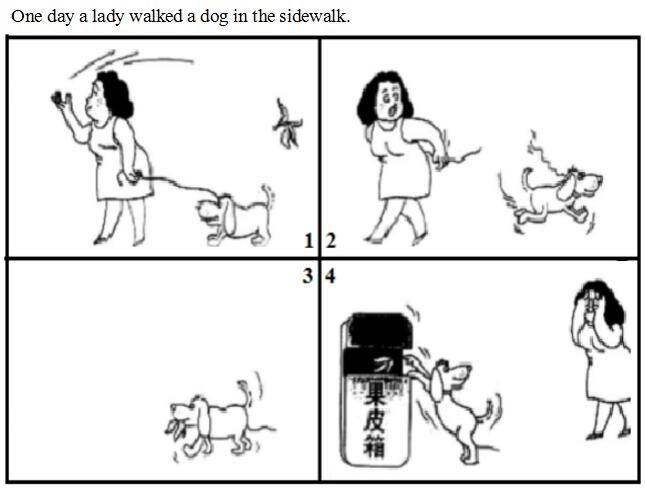 One day a lady walked a dog in the sidewalk.
1 2
3 4
果皮箱